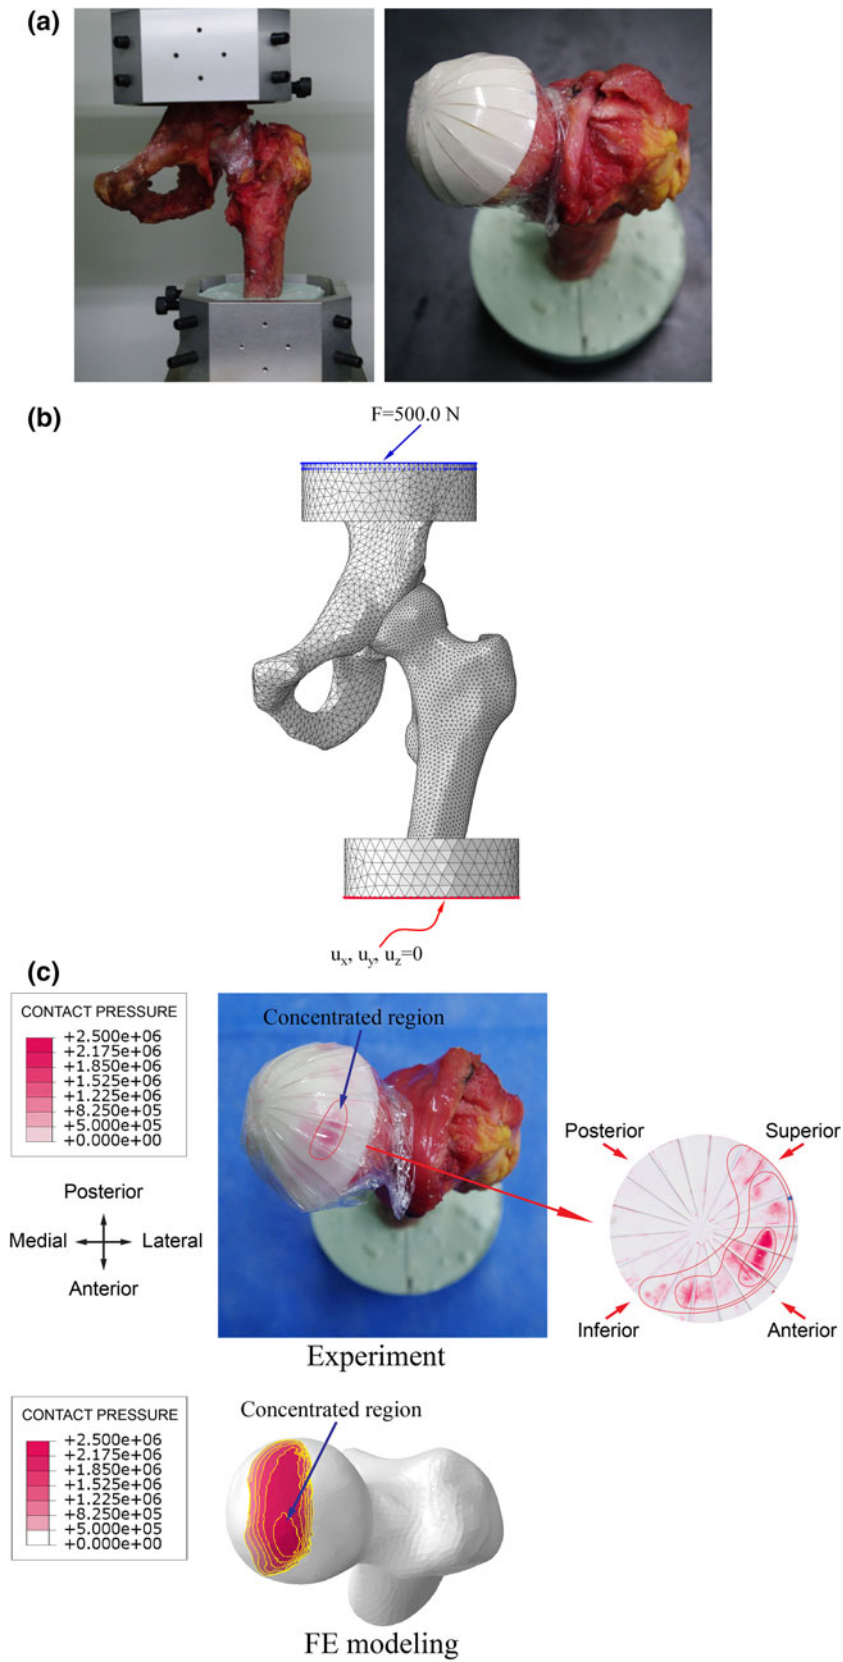 (a)
(b)
F=500.0 N
ux, uy, uz=0
(c)
CONTACT PRESSURE
+2.500e+06
+2.175e+06
+1.850e+06
+1.525e+06
+1.225e+06
+8.250e+05
+5.000e+05
+0.000e+00
Posterior
Medial Lateral
Anterior
Concentrated region
Experiment
Posterior Superior
Inferior Anterior
CONTACT PRESSURE
+2.500e+06
+2.175e+06
+1.850e+06
+1.525e+06
+1.225e+06
+8.250e+05
+5.000e+05
+0.000e+00
Concentrated region
FE modeling